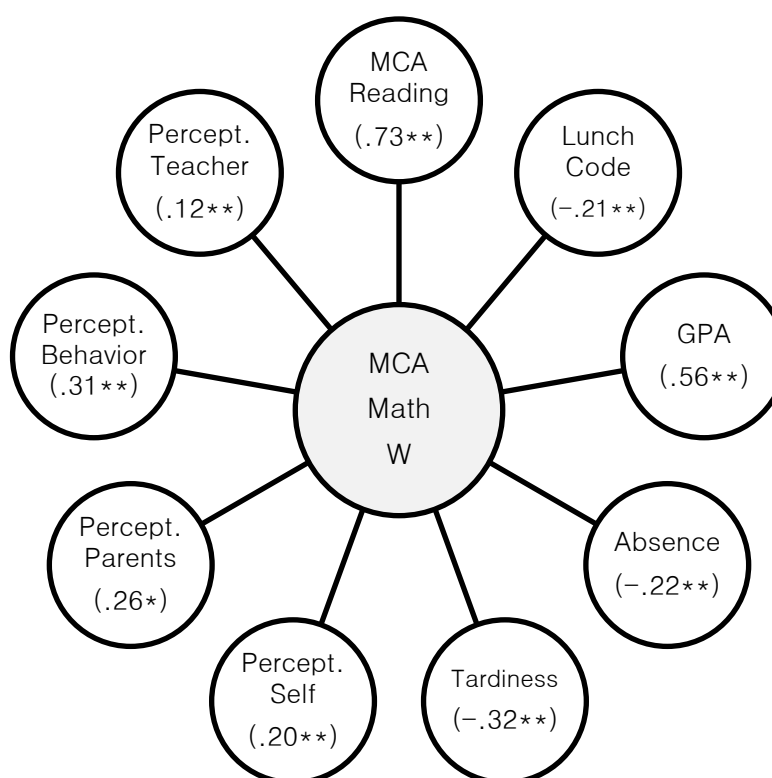 MCA
Reading
(.73**)
Lunch
Code
(-.21**)
GPA
(.56**)
Absence
(-.22**)
Tardiness
(-.32**)
Percept.
Self
(.20**)
Percept.
Parents
(.26*)
Percept.
Behavior
(.31**)
Percept.
Teacher
(.12**)
MCA
Math
W